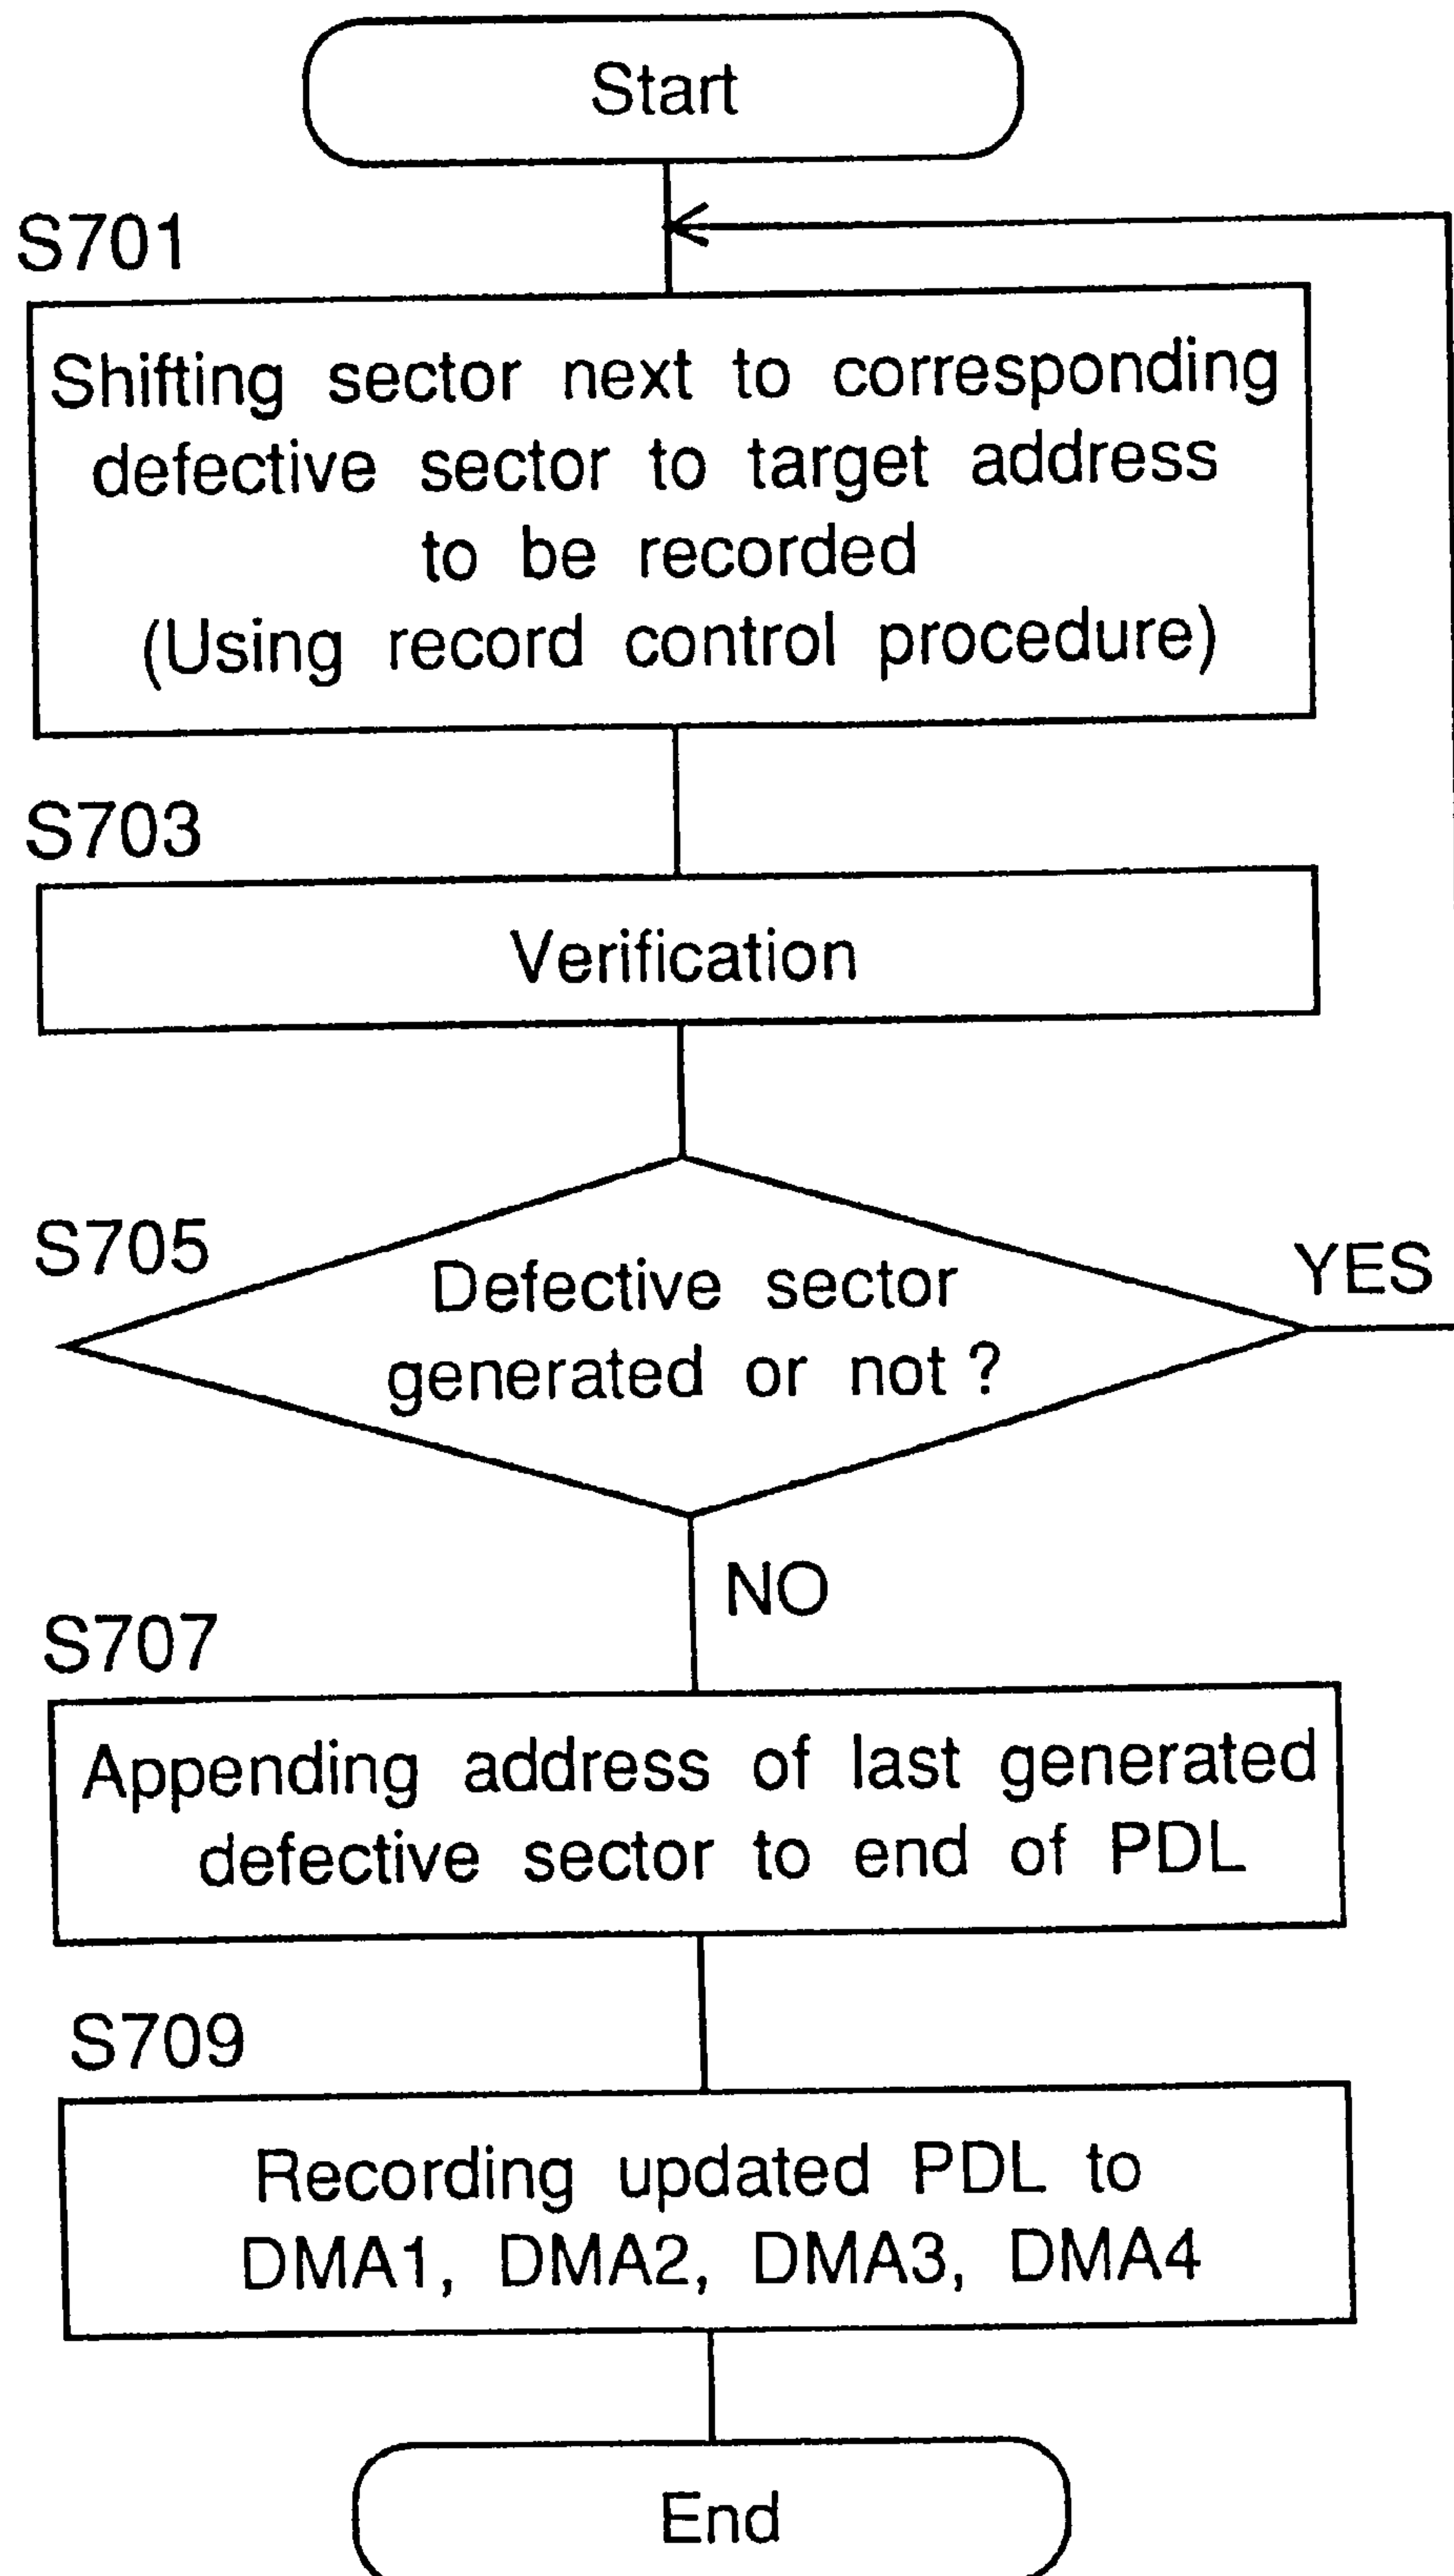 Start
S701
Shifting sector next to corresponding
defective sector to target address
to be recorded
(Using record control procedure)
S703
Verification
S705
Defective sector
generated or not ?
YES
NO
S707
Appending address of last generated
defective sector to end of PDL
S709
Recording updated PDL to
DMA1, DMA2, DMA3, DMA4
End